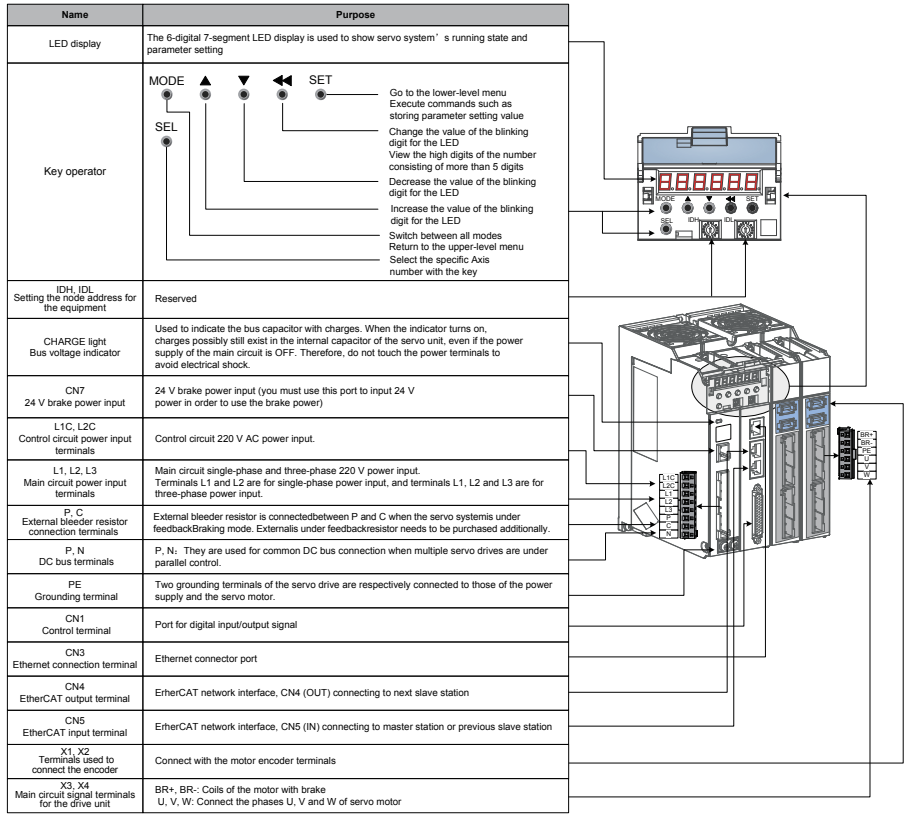 Name Purpose
LED display
The 6-digital 7-segment LED display is used to show servo system's running state and
parameter setting
Key operator
MODE ▲ ▼ ◀◀ SET
SEL
Go to the lower-level menu
Execute commands such as
storing parameter setting value
Change the value of the blinking
digit for the LED
View the high digits of the number
consisting of more than 5 digits
Decrease the value of the blinking
digit for the LED
Increase the value of the blinking
digit for the LED
Switch between all modes
Return to the upper-level menu
Select the specific Axis
number with the key
IDH, IDL
Setting the node address for
the equipment
Reserved
CHARGE light
Bus voltage indicator
Used to indicate the bus capacitor with charges. When the indicator turns on,
charges possibly still exist in the internal capacitor of the servo unit, even if the power
supply of the main circuit is OFF. Therefore, do not touch the power terminals to
avoid electrical shock.
CN7
24 V brake power input
24 V brake power input (you must use this port to input 24 V
power in order to use the brake power)
L1C, L2C
Control circuit power input
terminals
Control circuit 220 V AC power input.
L1, L2, L3
Main circuit power input
terminals
Main circuit single-phase and three-phase 220 V power input.
Terminals L1 and L2 are for single-phase power input, and terminals L1, L2 and L3 are for
three-phase power input.
P, C
External bleeder resistor
connection terminals
External bleeder resistor is connectedbetween P and C when the servo systemis under
feedbackBraking mode. Externalis under feedbackresistor needs to be purchased additionally.
P, N
DC bus terminals
P, N: They are used for common DC bus connection when multiple servo drives are under
parallel control.
PE
Grounding terminal
Two grounding terminals of the servo drive are respectively connected to those of the power
supply and the servo motor.
CN1
Control terminal
Port for digital input/output signal
CN3
Ethernet connection terminal
Ethernet connector port
CN4
EtherCAT output terminal
ErherCAT network interface, CN4 (OUT) connecting to next slave station
CN5
EtherCAT input terminal
ErherCAT network interface, CN5 (IN) connecting to master station or previous slave station
X1, X2
Terminals used to
connect the encoder
Connect with the motor encoder terminals
X3, X4
Main circuit signal terminals
for the drive unit
BR+, BR-: Coils of the motor with brake
U, V, W: Connect the phases U, V and W of servo motor
8.8.8.8.8.8.
MODE ▲ ▼ ◀◀ SET
SEL IDH IDL
L1C
L2C
L1
L2
L3
P
C
N
BR+
BR-
PE
U
V
W